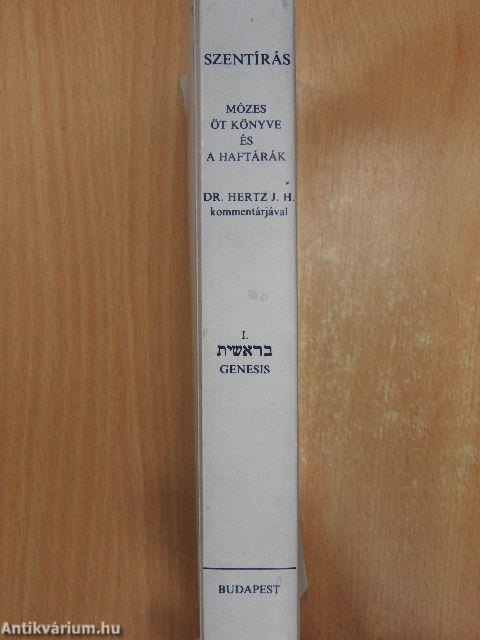 SZENTÍRÁS
MÓZES
ÖT KÖNYVE
ÉS
A HAFTÁRÁK
DR. HERTZ J. H.
kommentárjával
I.
בראשית
GENESIS
BUDAPEST
Antikvárium.hu